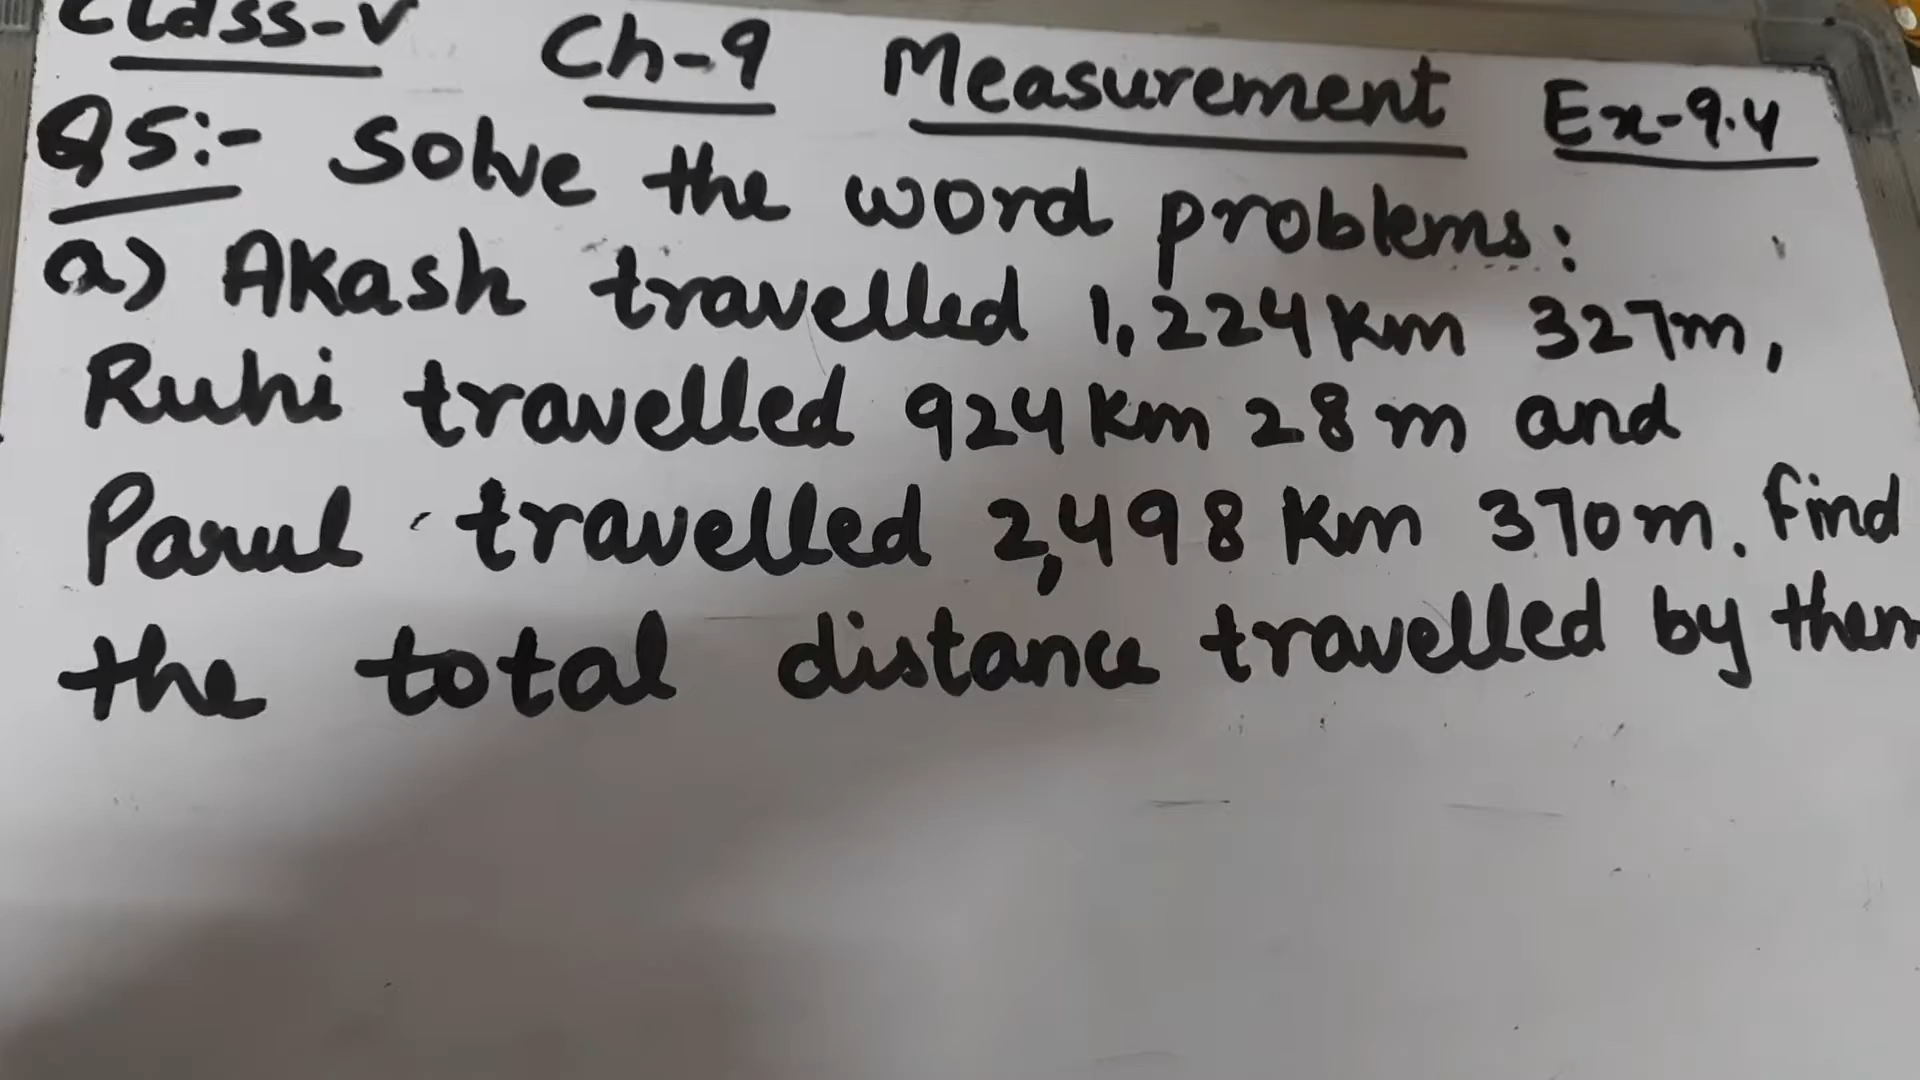 Class-V Ch-9 Measurement Ex-9.4
Q5:- Solve the word problems:
a) Akash travelled 1,224 km 327m,
Ruhi travelled 924 km 28 m and
Parul travelled 2,498 km 370m. find
the total distance travelled by them